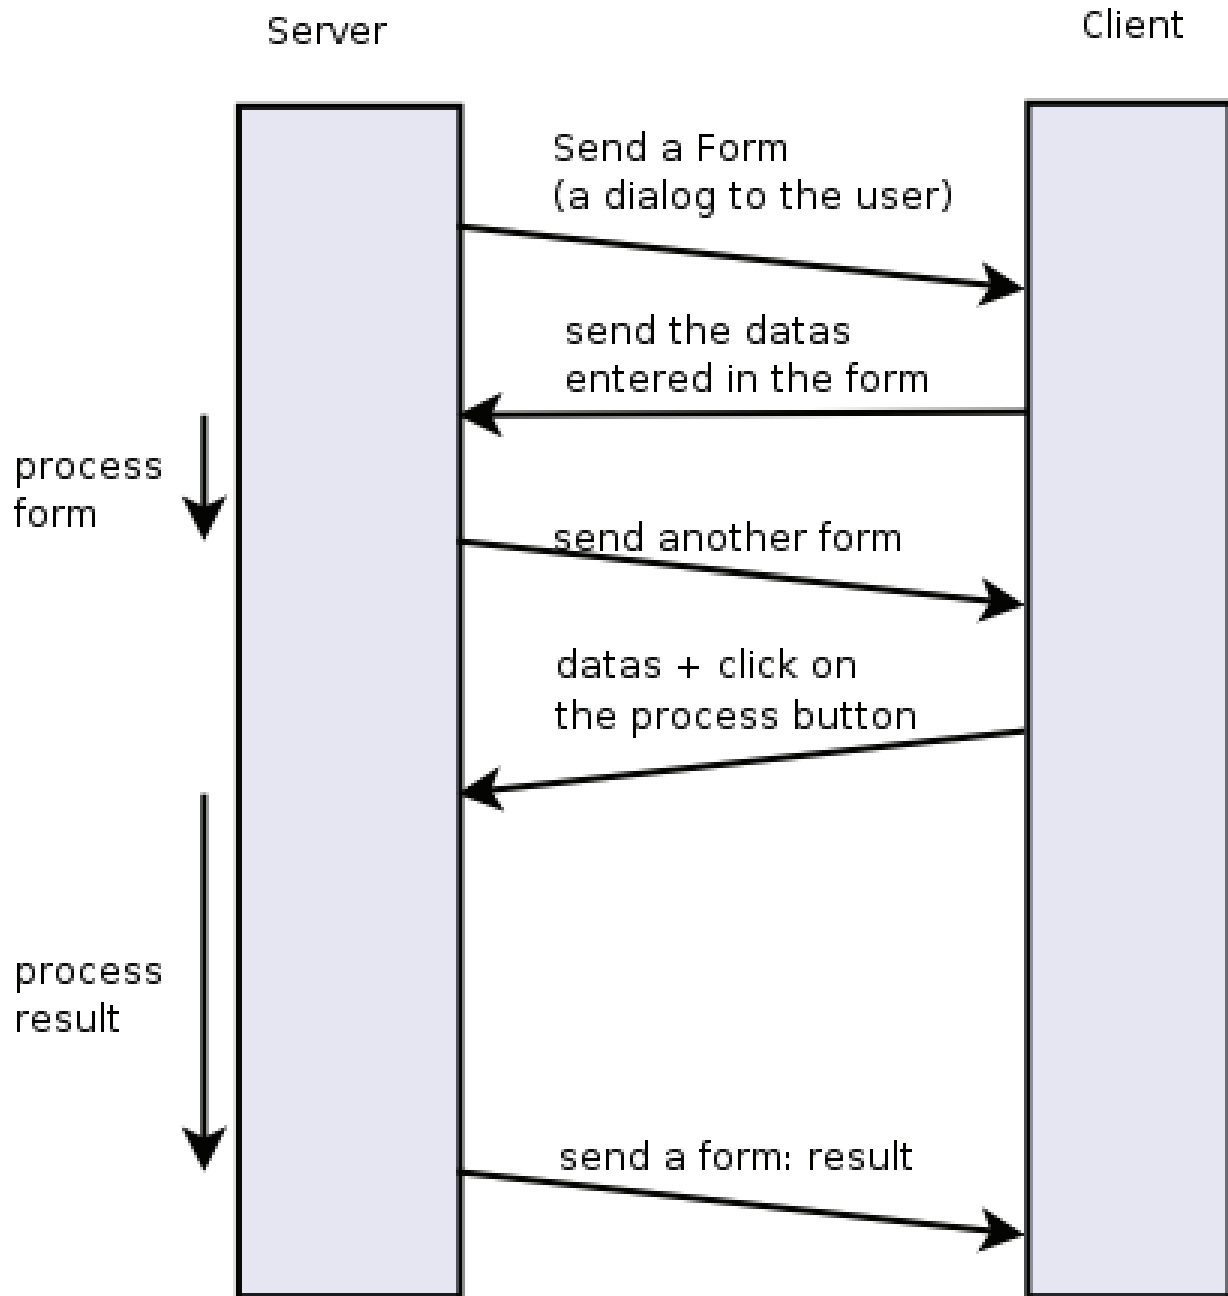 Server
Client
Send a Form
(a dialog to the user)
send the datas
entered in the form
process
form
send another form
datas + click on
the process button
process
result
send a form: result